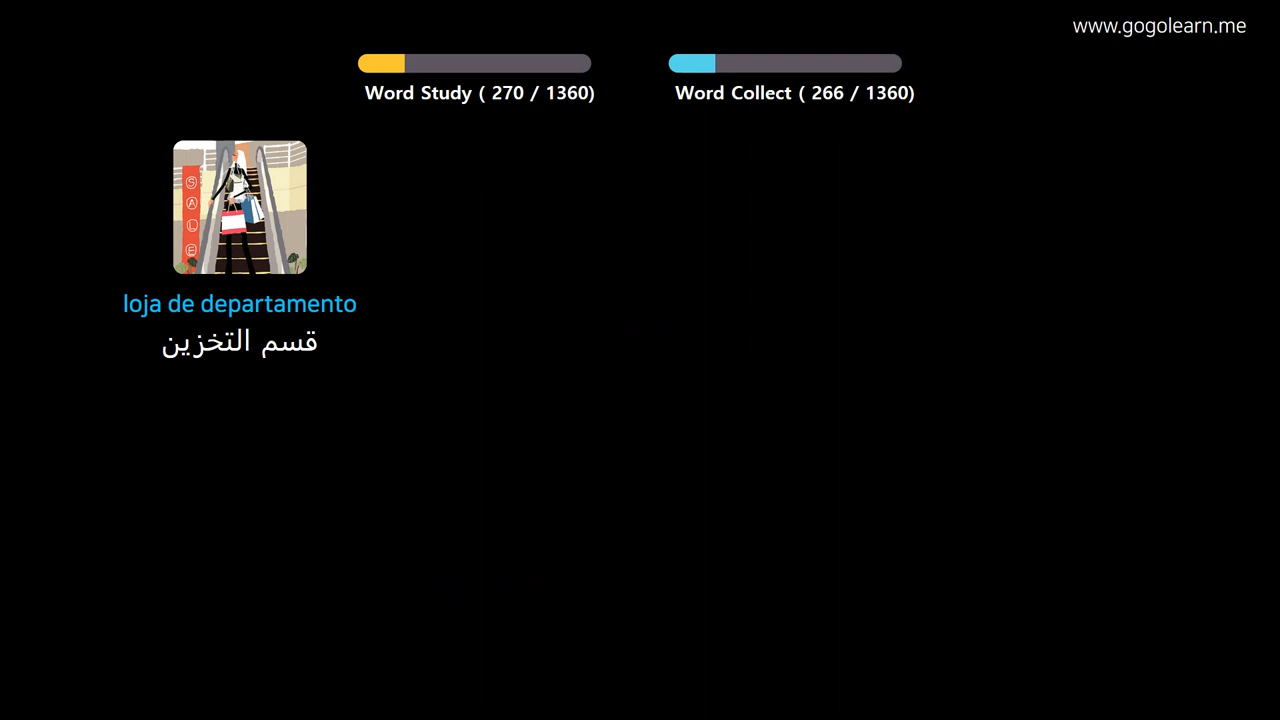 www.gogolearn.me
Word Study ( 270 / 1360)
Word Collect ( 266 / 1360)
S
A
L
E
loja de departamento
قسم التخزين